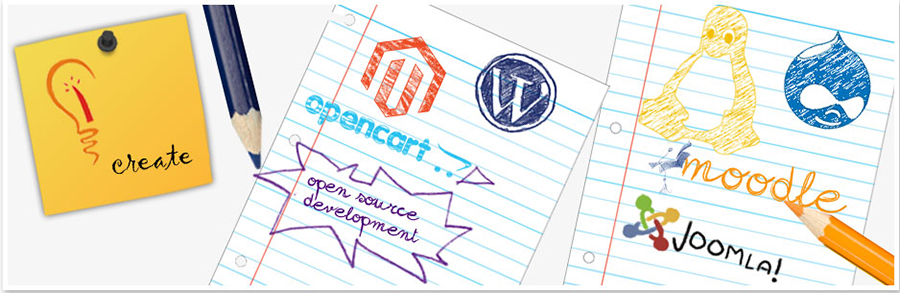 create
opencart
open source
development
moodle
JOOMLA!